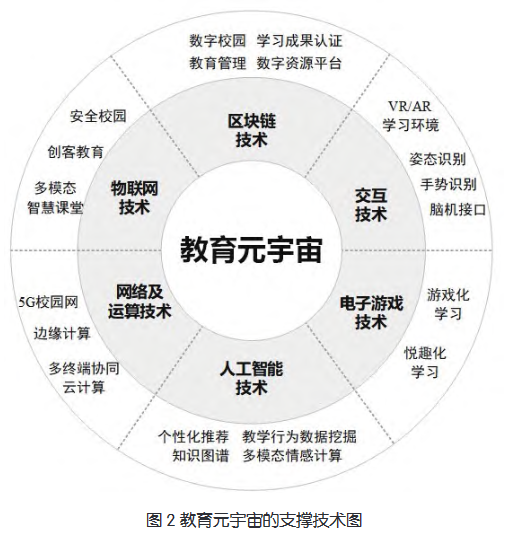 数字校园 学习成果认证
教育管理 数字资源平台
区块链
技术
VR/AR
学习环境
姿态识别
手势识别
脑机接口
交互
技术
游戏化
学习
悦趣化
学习
电子游戏
技术
人工智能
技术
个性化推荐 教学行为数据挖掘
知识图谱 多模态情感计算
网络及
运算技术
5G校园网
边缘计算
多终端协同
云计算
物联网
技术
安全校园
创客教育
多模态
智慧课堂
教育元宇宙
图2教育元宇宙的支撑技术图